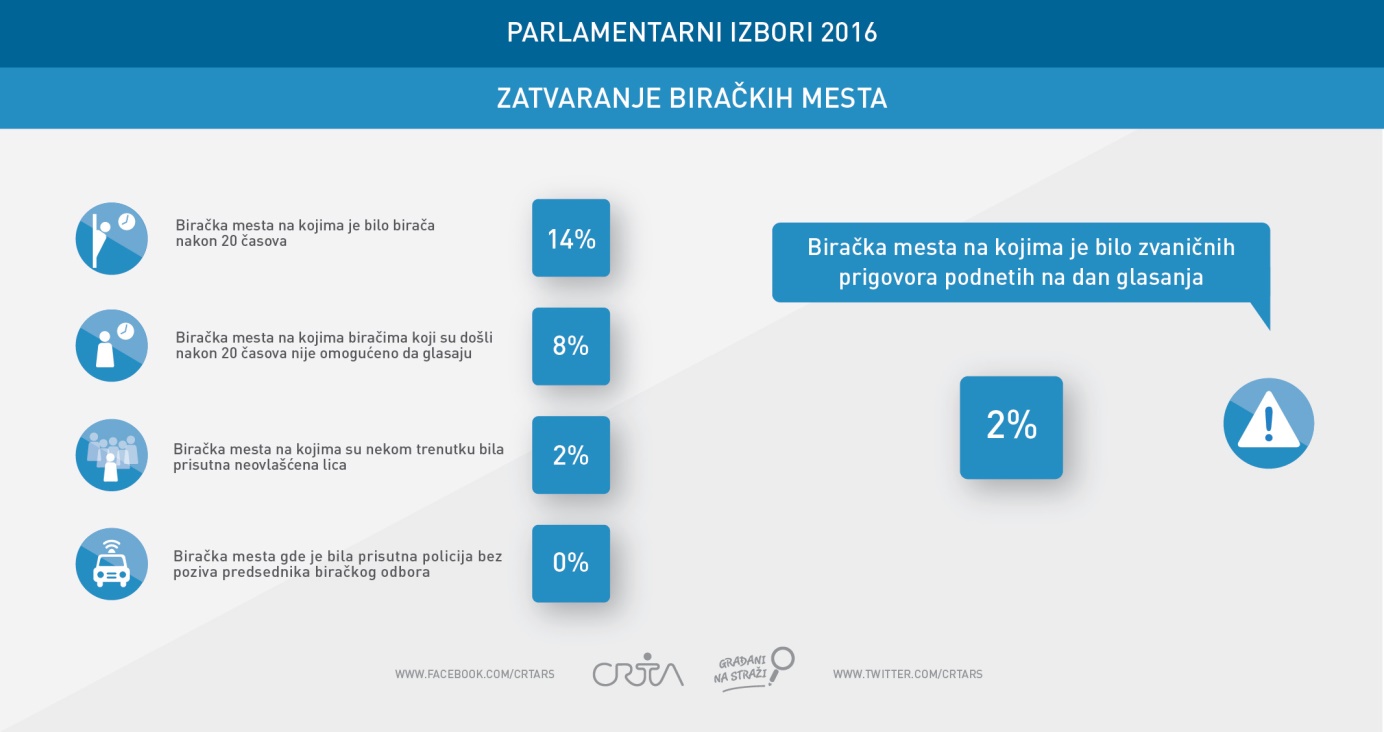 PARLAMENTARNI IZBORI 2016
ZATVARANJE BIRAČKIH MESTA
Biračka mesta na kojima je bilo birača
nakon 20 časova
14%
Biračka mesta na kojima biračima koji su došli
nakon 20 časova nije omogućeno da glasaju
8%
Biračka mesta na kojima su nekom trenutku bila
prisutna neovlašćena lica
2%
Biračka mesta gde je bila prisutna policija bez
poziva predsednika biračkog odbora
0%
Biračka mesta na kojima je bilo zvaničnih
prigovora podnetih na dan glasanja
2%
WWW.FACEBOOK.COM/CRTARS
CRTA
GRAĐANI
NA STRAŽI
WWW.TWITTER.COM/CRTARS